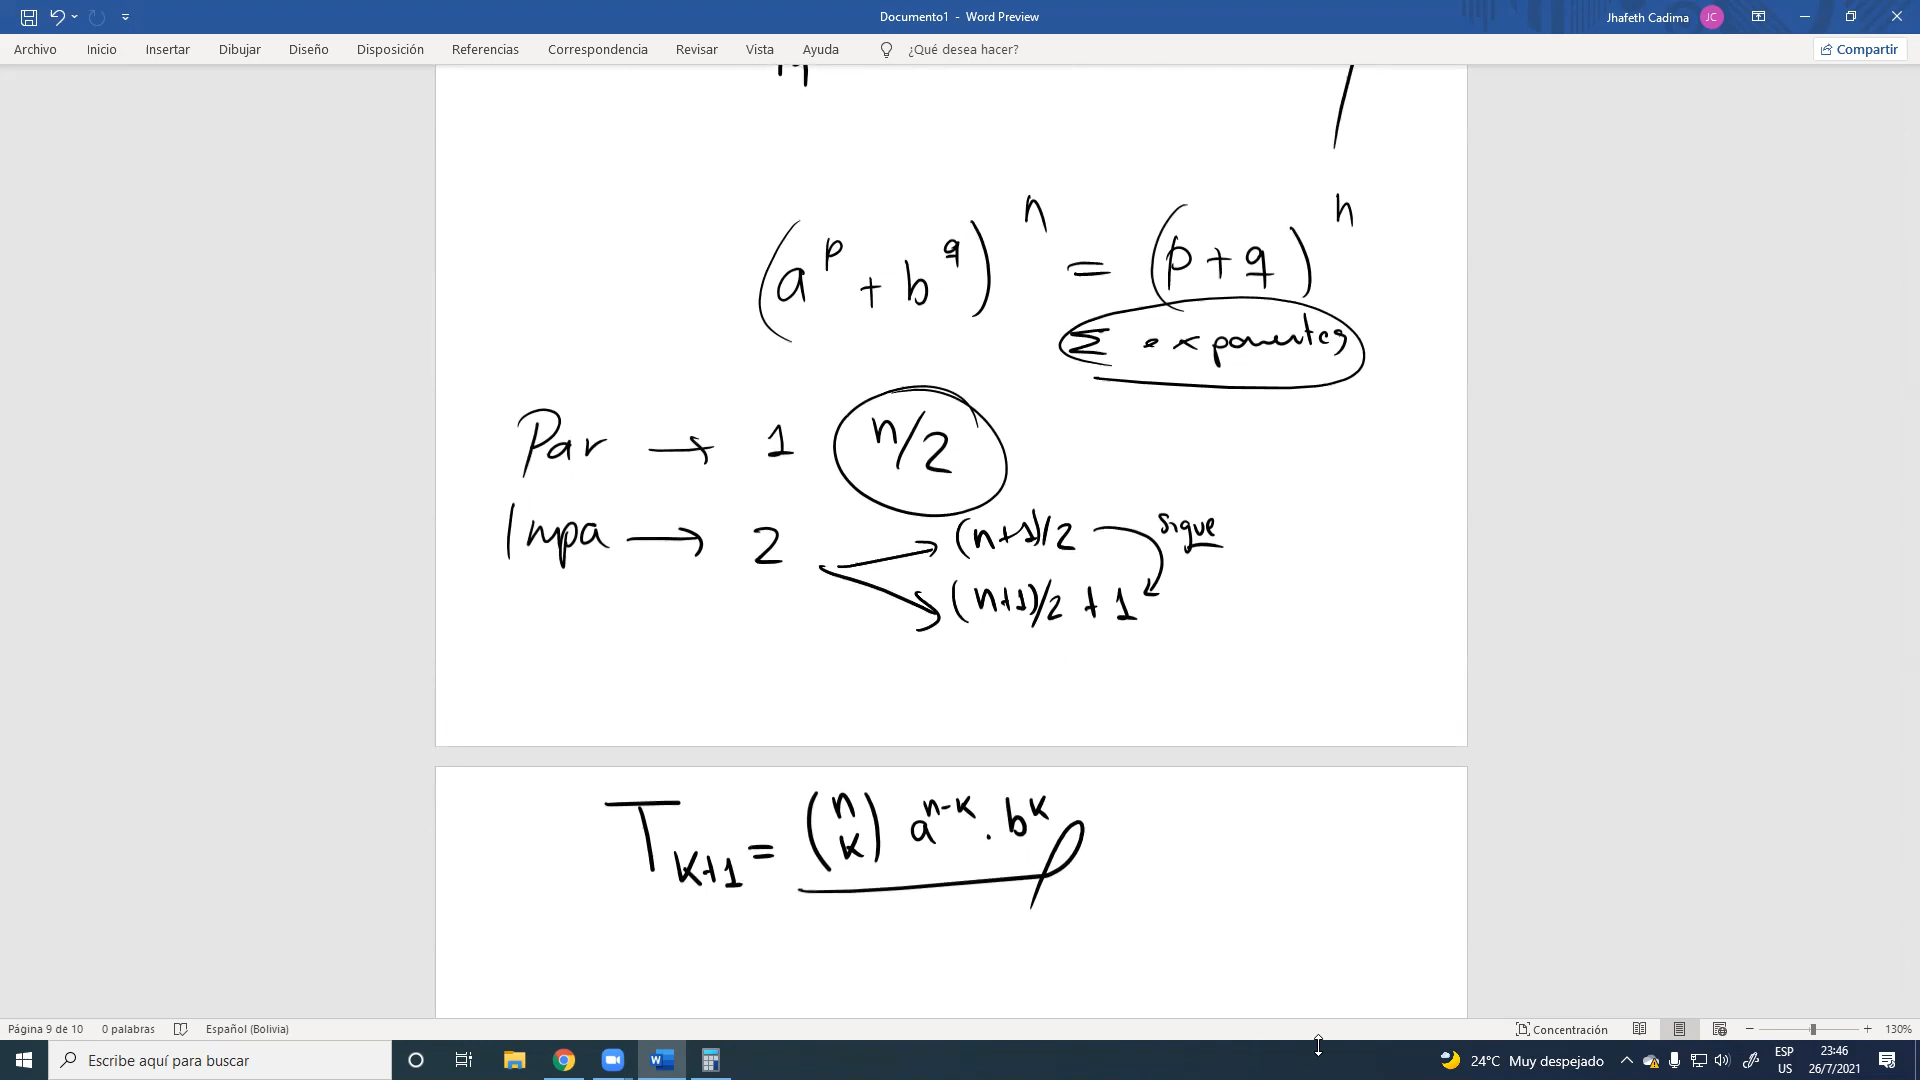 Documento1 - Word Preview
Jhafeth Cadima
JC
Archivo Inicio Insertar Dibujar Diseño Disposición Referencias Correspondencia Revisar Vista Ayuda ¿Qué desea hacer?
Compartir
(a^p + b^q)^n = (p+q)^n
Σ exponentes
Par → 1 n/2
Impa → 2 (n+1)/2 sigue
(n+1)/2 + 1
T_{k+1} = (n k) a^{n-k} · b^k
Página 9 de 10 0 palabras Español (Bolivia) Concentración 130%
Escribe aquí para buscar
24°C Muy despejado
ESP
US
23:46
26/7/2021